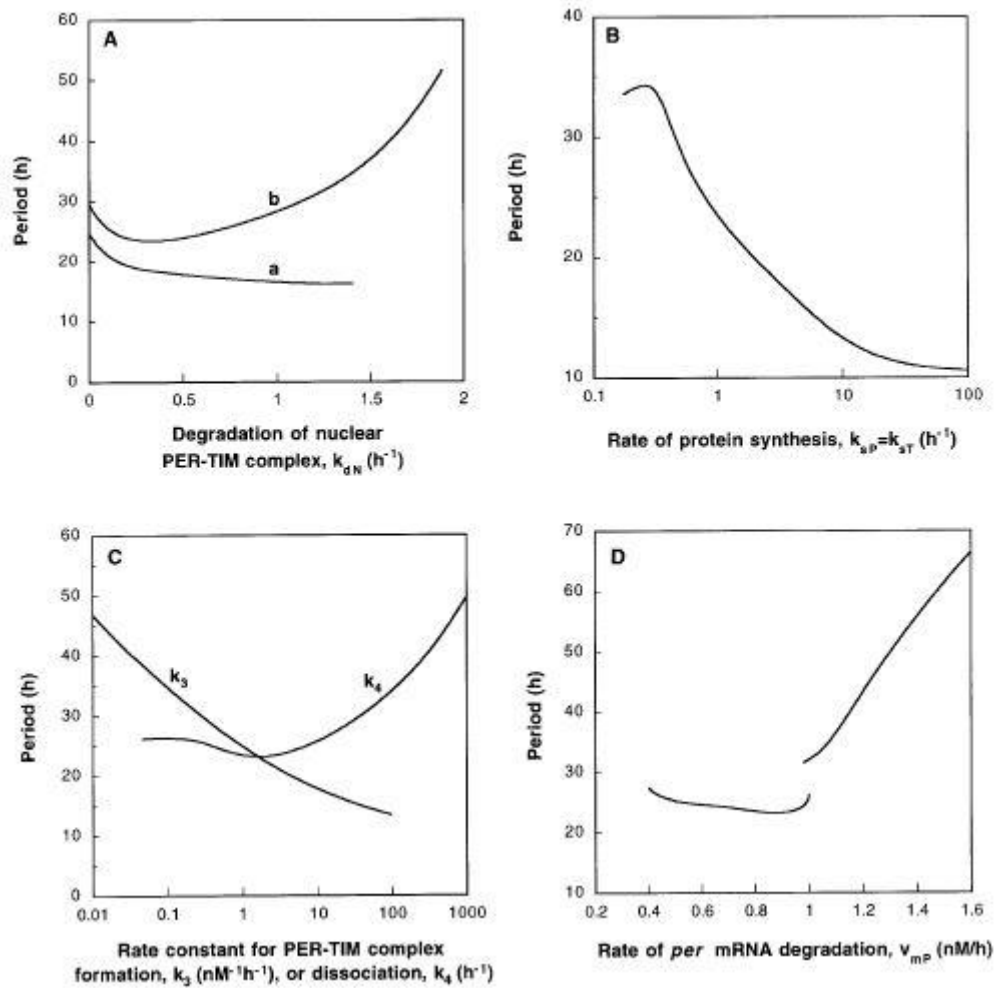 A
60
50
40
30
20
10
0
Period (h)
b
a
0 0.5 1 1.5 2
Degradation of nuclear
PER-TIM complex, k_dN (h⁻¹)
B
40
30
20
10
Period (h)
0.1 1 10 100
Rate of protein synthesis, k_sP=k_sT (h⁻¹)
C
60
50
40
30
20
10
0
Period (h)
k₃
k₄
0.01 0.1 1 10 100 1000
Rate constant for PER-TIM complex
formation, k₃ (nM⁻¹h⁻¹), or dissociation, k₄ (h⁻¹)
D
70
60
50
40
30
20
10
Period (h)
0.2 0.4 0.6 0.8 1 1.2 1.4 1.6
Rate of per mRNA degradation, v_mP (nM/h)